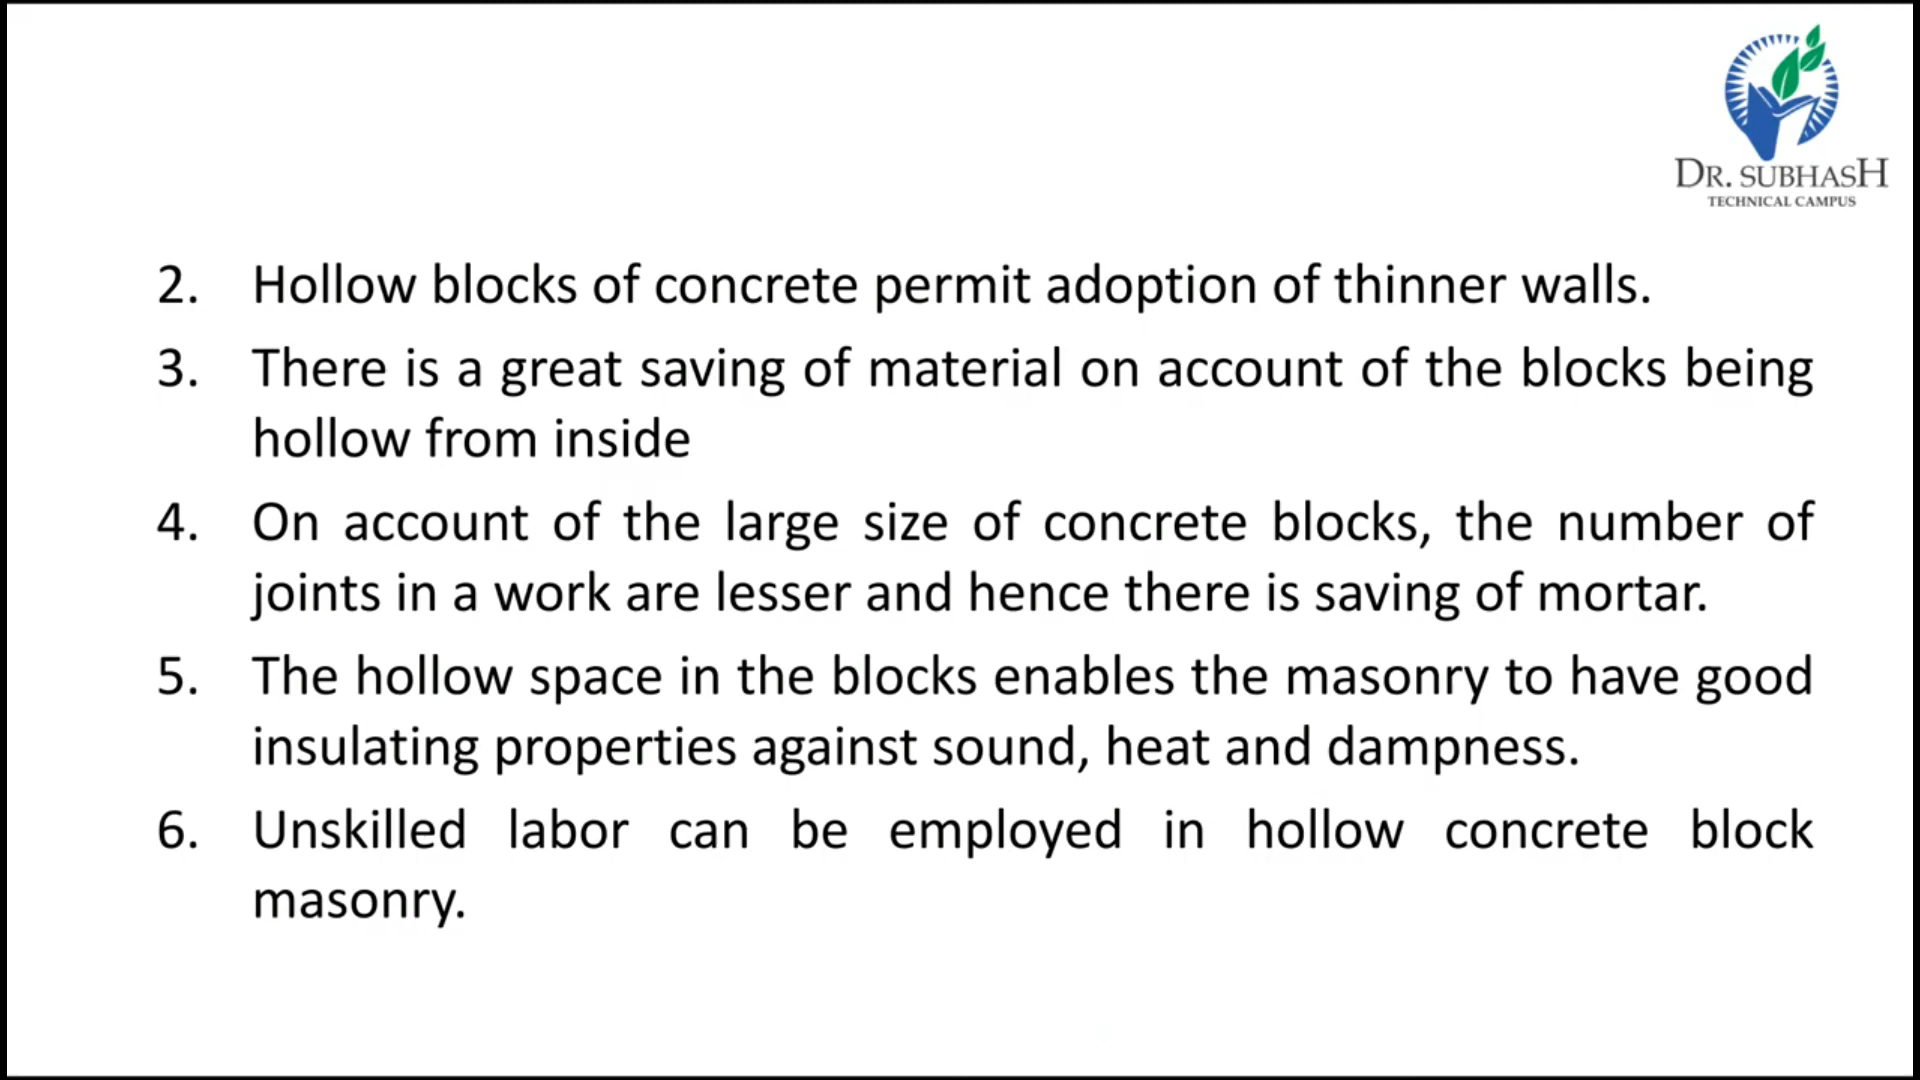 DR. SUBHASH
TECHNICAL CAMPUS
2. Hollow blocks of concrete permit adoption of thinner walls.
3. There is a great saving of material on account of the blocks being
hollow from inside
4. On account of the large size of concrete blocks, the number of
joints in a work are lesser and hence there is saving of mortar.
5. The hollow space in the blocks enables the masonry to have good
insulating properties against sound, heat and dampness.
6. Unskilled labor can be employed in hollow concrete block
masonry.